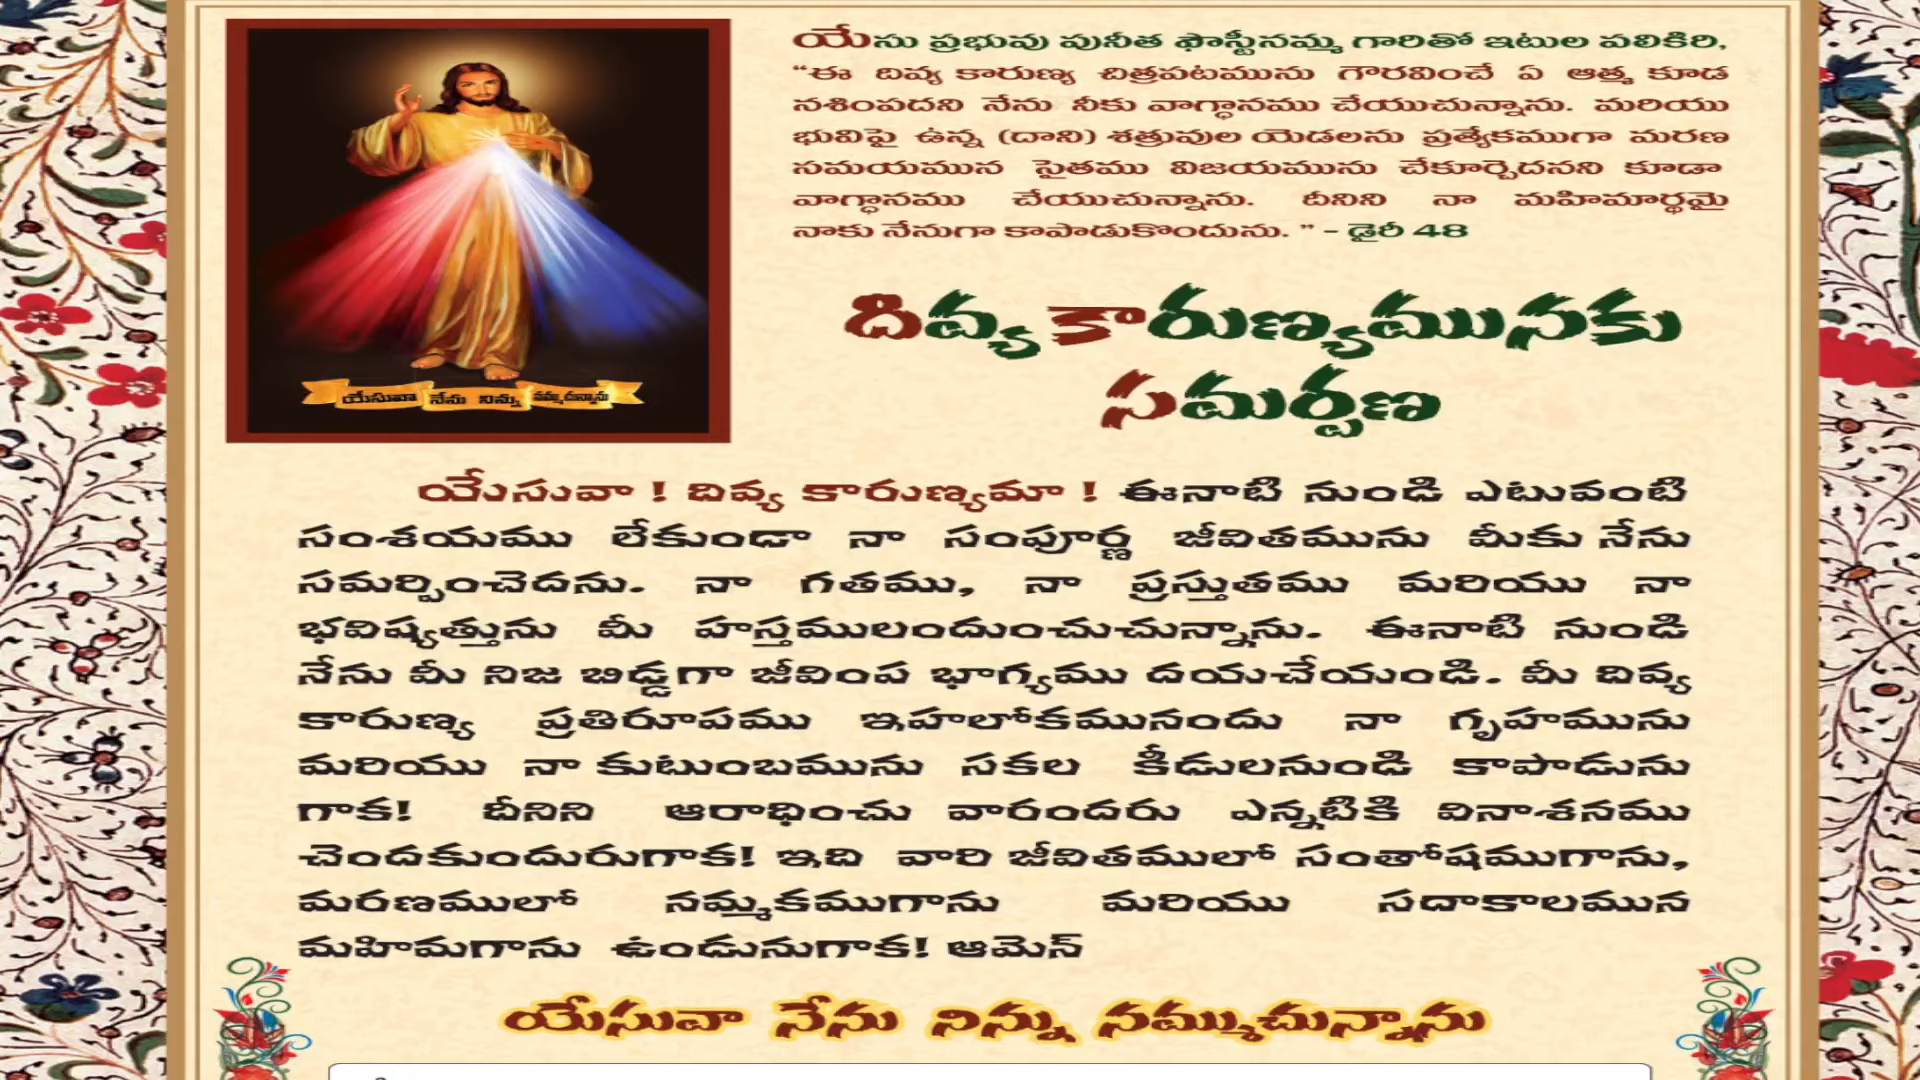 యేసు ప్రభువు పునీత ఫౌస్టీనమ్మ గారితో ఇటుల పలికిరి,
“ఈ దివ్య కారుణ్య చిత్రపటమును గౌరవించే ఏ ఆత్మ కూడ
నశింపదని నేను నీకు వాగ్దానము చేయుచున్నాను. మరియు
భువిపై ఉన్న (దాని) శత్రువుల యెడలను ప్రత్యేకముగా మరణ
సమయమున సైతము విజయమును చేకూర్చెదనని కూడా
వాగ్దానము చేయుచున్నాను. దీనిని నా మహిమార్థమై
నాకు నేనుగా కాపాడుకొందును. ” - డైరీ 48
యేసువా నేను నిన్ను నమ్ముచున్నాను
దివ్య కారుణ్యమునకు
సమర్పణ
యేసువా ! దివ్య కారుణ్యమా ! ఈనాటి నుండి ఎటువంటి
సంశయము లేకుండా నా సంపూర్ణ జీవితమును మీకు నేను
సమర్పించెదను. నా గతము, నా ప్రస్తుతము మరియు నా
భవిష్యత్తును మీ హస్తములందుంచుచున్నాను. ఈనాటి నుండి
నేను మీ నిజ బిడ్డగా జీవింప భాగ్యము దయచేయండి. మీ దివ్య
కారుణ్య ప్రతిరూపము ఇహలోకమునందు నా గృహమును
మరియు నా కుటుంబమును సకల కీడులనుండి కాపాడును
గాక! దీనిని ఆరాధించు వారందరు ఎన్నటికి వినాశనము
చెందకుందురుగాక! ఇది వారి జీవితములో సంతోషముగాను,
మరణములో నమ్మకముగాను మరియు సదాకాలమున
మహిమగాను ఉండునుగాక! ఆమెన్
యేసువా నేను నిన్ను నమ్ముచున్నాను